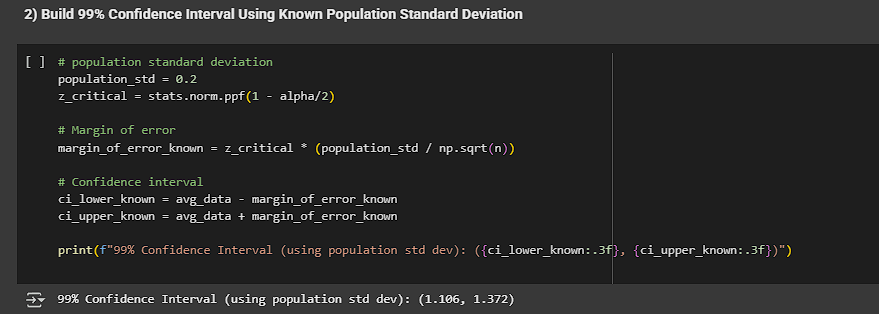 2) Build 99% Confidence Interval Using Known Population Standard Deviation
[ ] # population standard deviation
population_std = 0.2
z_critical = stats.norm.ppf(1 - alpha/2)
# Margin of error
margin_of_error_known = z_critical * (population_std / np.sqrt(n))
# Confidence interval
ci_lower_known = avg_data - margin_of_error_known
ci_upper_known = avg_data + margin_of_error_known
print(f"99% Confidence Interval (using population std dev): ({ci_lower_known:.3f}, {ci_upper_known:.3f})")
99% Confidence Interval (using population std dev): (1.106, 1.372)